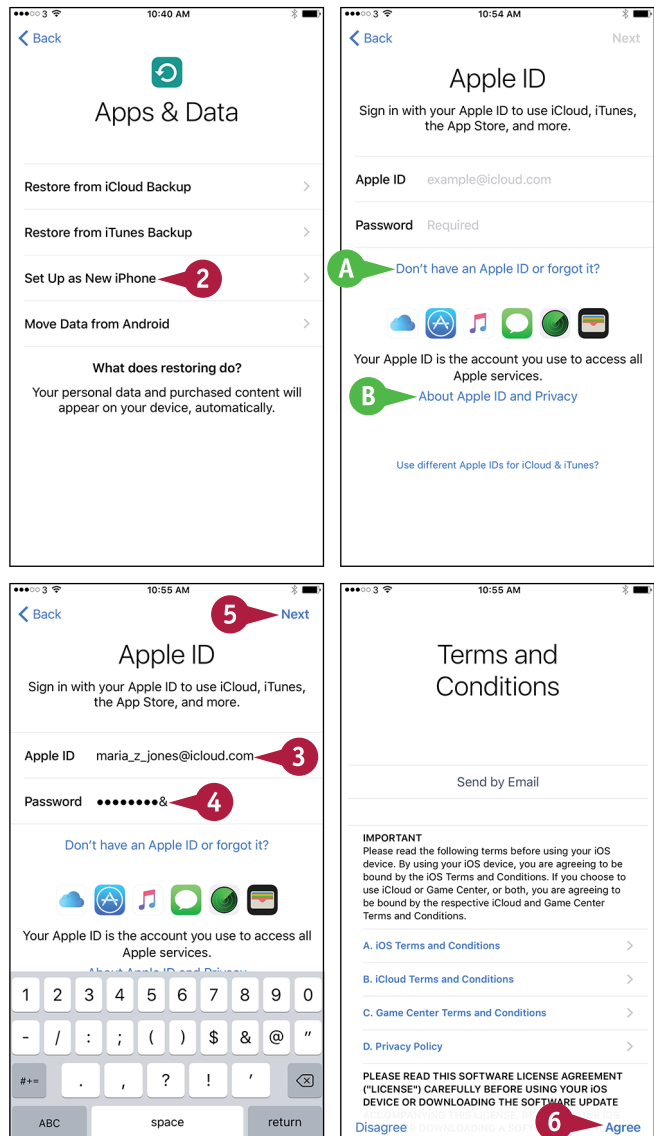 3 10:40 AM
Back
Apps & Data
Restore from iCloud Backup
Restore from iTunes Backup
Set Up as New iPhone 2
Move Data from Android
What does restoring do?
Your personal data and purchased content will
appear on your device, automatically.
3 10:54 AM
Back Next
Apple ID
Sign in with your Apple ID to use iCloud, iTunes,
the App Store, and more.
Apple ID example@icloud.com
Password Required
A Don't have an Apple ID or forgot it?
Your Apple ID is the account you use to access all
Apple services.
B About Apple ID and Privacy
Use different Apple IDs for iCloud & iTunes?
3 10:55 AM
Back 5 Next
Apple ID
Sign in with your Apple ID to use iCloud, iTunes,
the App Store, and more.
Apple ID maria_z_jones@icloud.com 3
Password ●●●●●●●●& 4
Don't have an Apple ID or forgot it?
Your Apple ID is the account you use to access all
Apple services.
About Apple ID and Privacy
1 2 3 4 5 6 7 8 9 0
- / : ; ( ) $ & @ "
#+= . , ? ! '
ABC space return
3 10:55 AM
Terms and
Conditions
Send by Email
IMPORTANT
Please read the following terms before using your iOS
device. By using your iOS device, you are agreeing to be
bound by the iOS Terms and Conditions. If you choose to
use iCloud or Game Center, or both, you are agreeing to
be bound by the respective iCloud and Game Center
Terms and Conditions.
A. iOS Terms and Conditions
B. iCloud Terms and Conditions
C. Game Center Terms and Conditions
D. Privacy Policy
PLEASE READ THIS SOFTWARE LICENSE AGREEMENT
("LICENSE") CAREFULLY BEFORE USING YOUR iOS
DEVICE OR DOWNLOADING THE SOFTWARE UPDATE
ACCOMPANYING THIS LICENSE.
Disagree 6 Agree